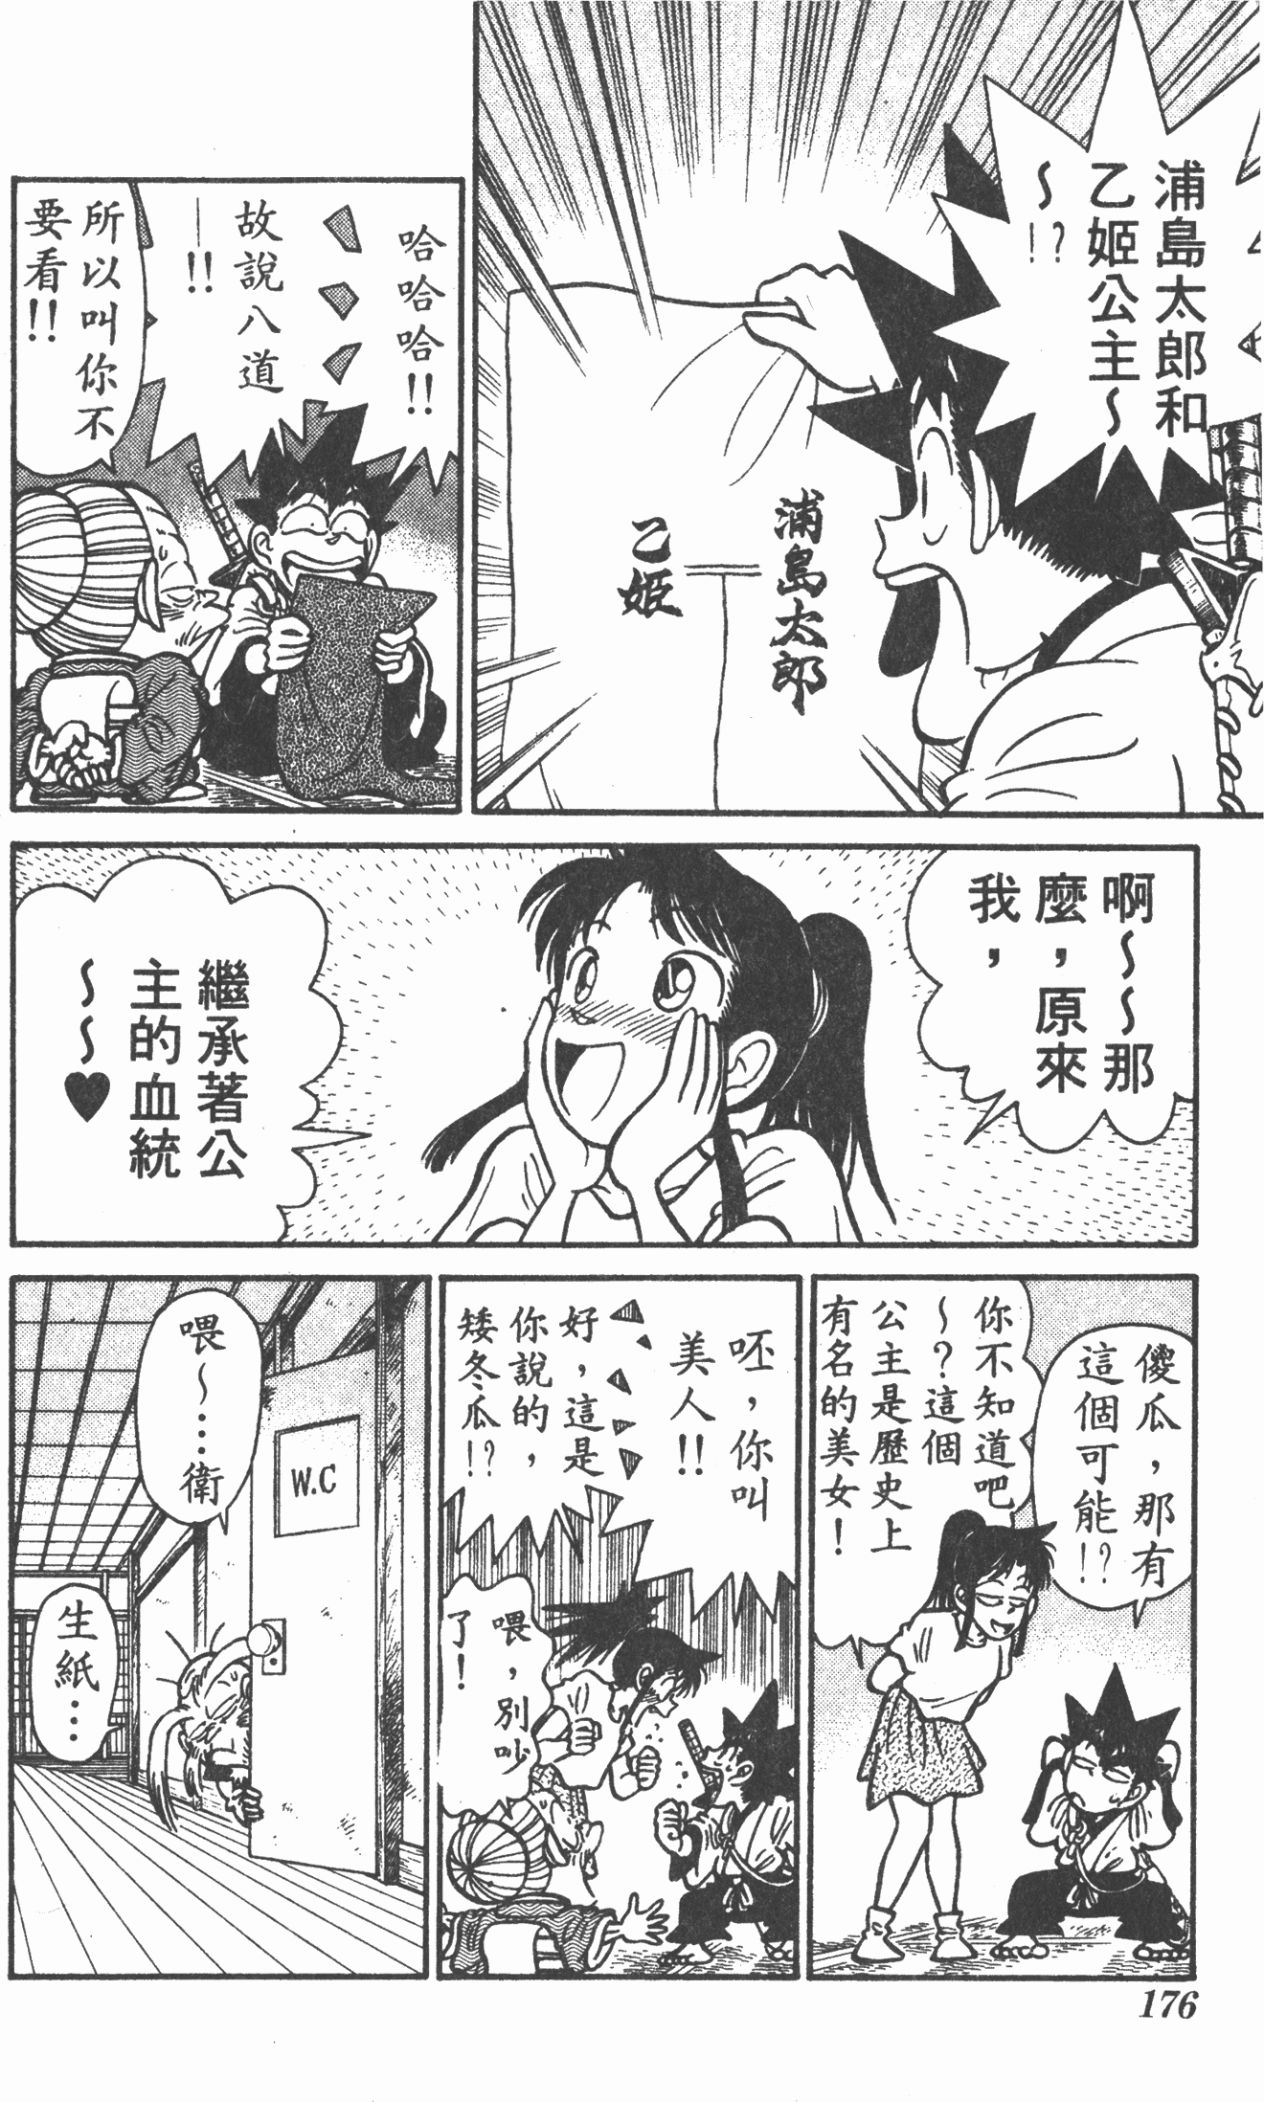 浦島太郎和
乙姬公主～
～!?
浦島太郎
乙姬
哈哈哈!!
故說八道
—!!
所以叫你不
要看!!
啊～～那
麼，原來
我，
繼承著公
主的血統
～～♥
傻瓜，那有
這個可能!?
你不知道吧
～？這個
公主是歷史上
有名的美女！
呸，你叫
美人!!
好，這是
你說的，
矮冬瓜!?
喂，別吵
了！
W.C
喂～…衛
生紙…
176